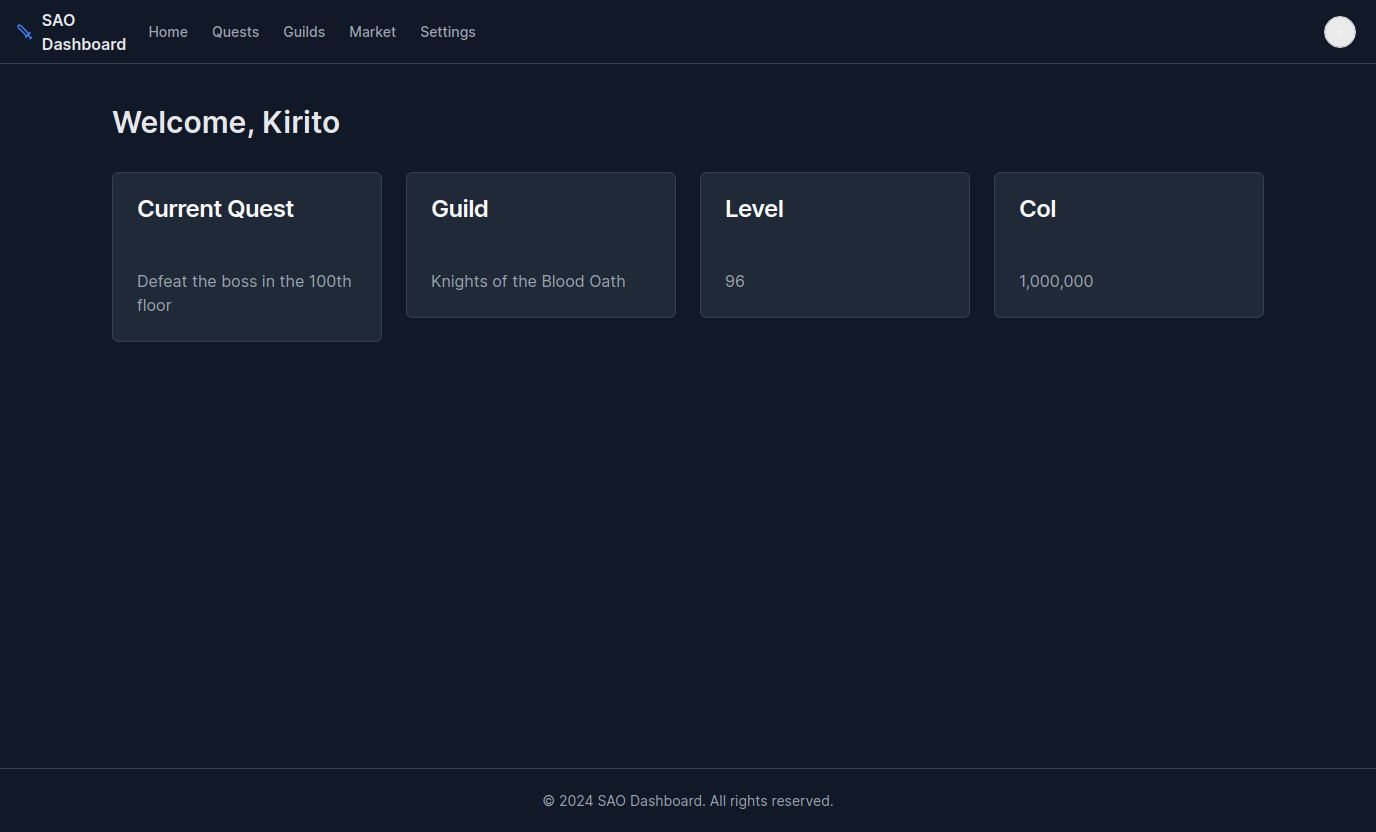 SAO
Dashboard
Home
Quests
Guilds
Market
Settings
Welcome, Kirito
Current Quest
Defeat the boss in the 100th
floor
Guild
Knights of the Blood Oath
Level
96
Col
1,000,000
© 2024 SAO Dashboard. All rights reserved.